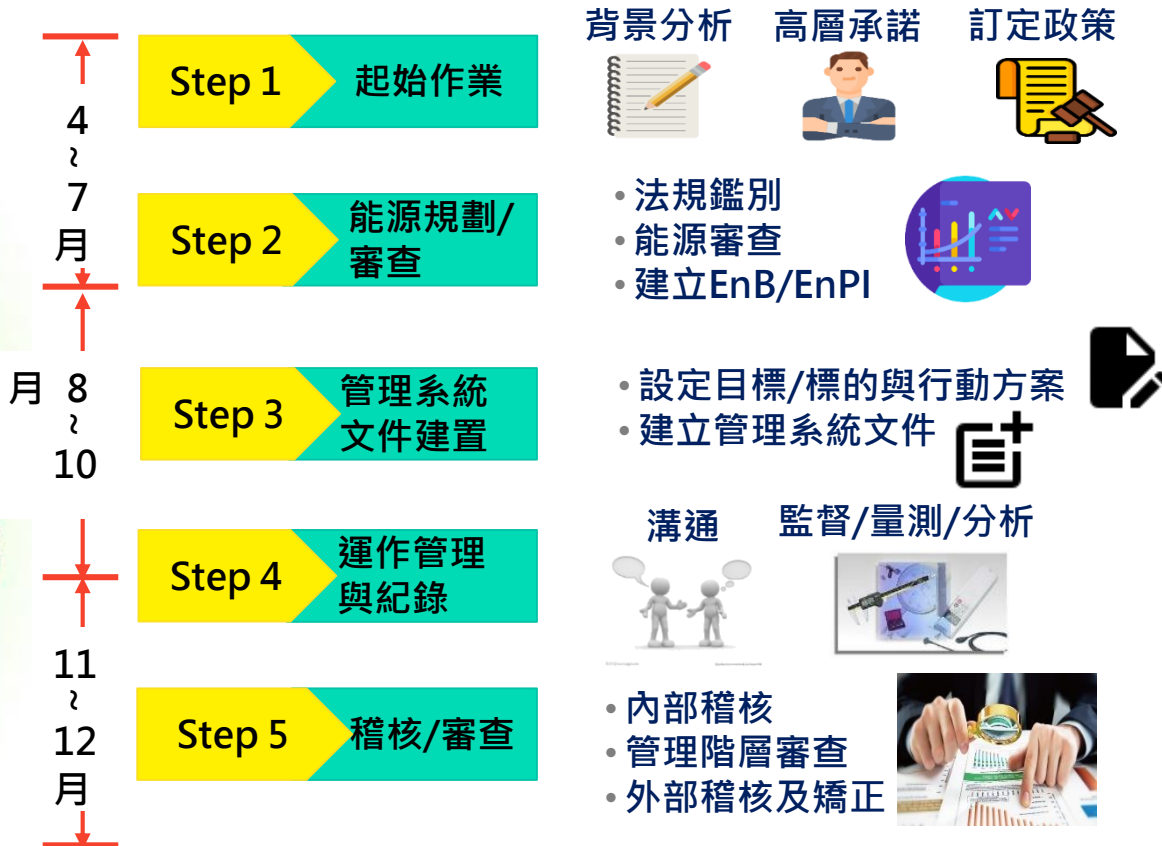 背景分析
高層承諾
訂定政策
Step 1
起始作業
4
~
7
月
Step 2
能源規劃/
審查
•法規鑑別
•能源審查
•建立EnB/EnPI
月
8
~
10
Step 3
管理系統
文件建置
•設定目標/標的與行動方案
•建立管理系統文件
溝通
監督/量測/分析
Step 4
運作管理
與紀錄
11
~
12
月
Step 5
稽核/審查
•內部稽核
•管理階層審查
•外部稽核及矯正